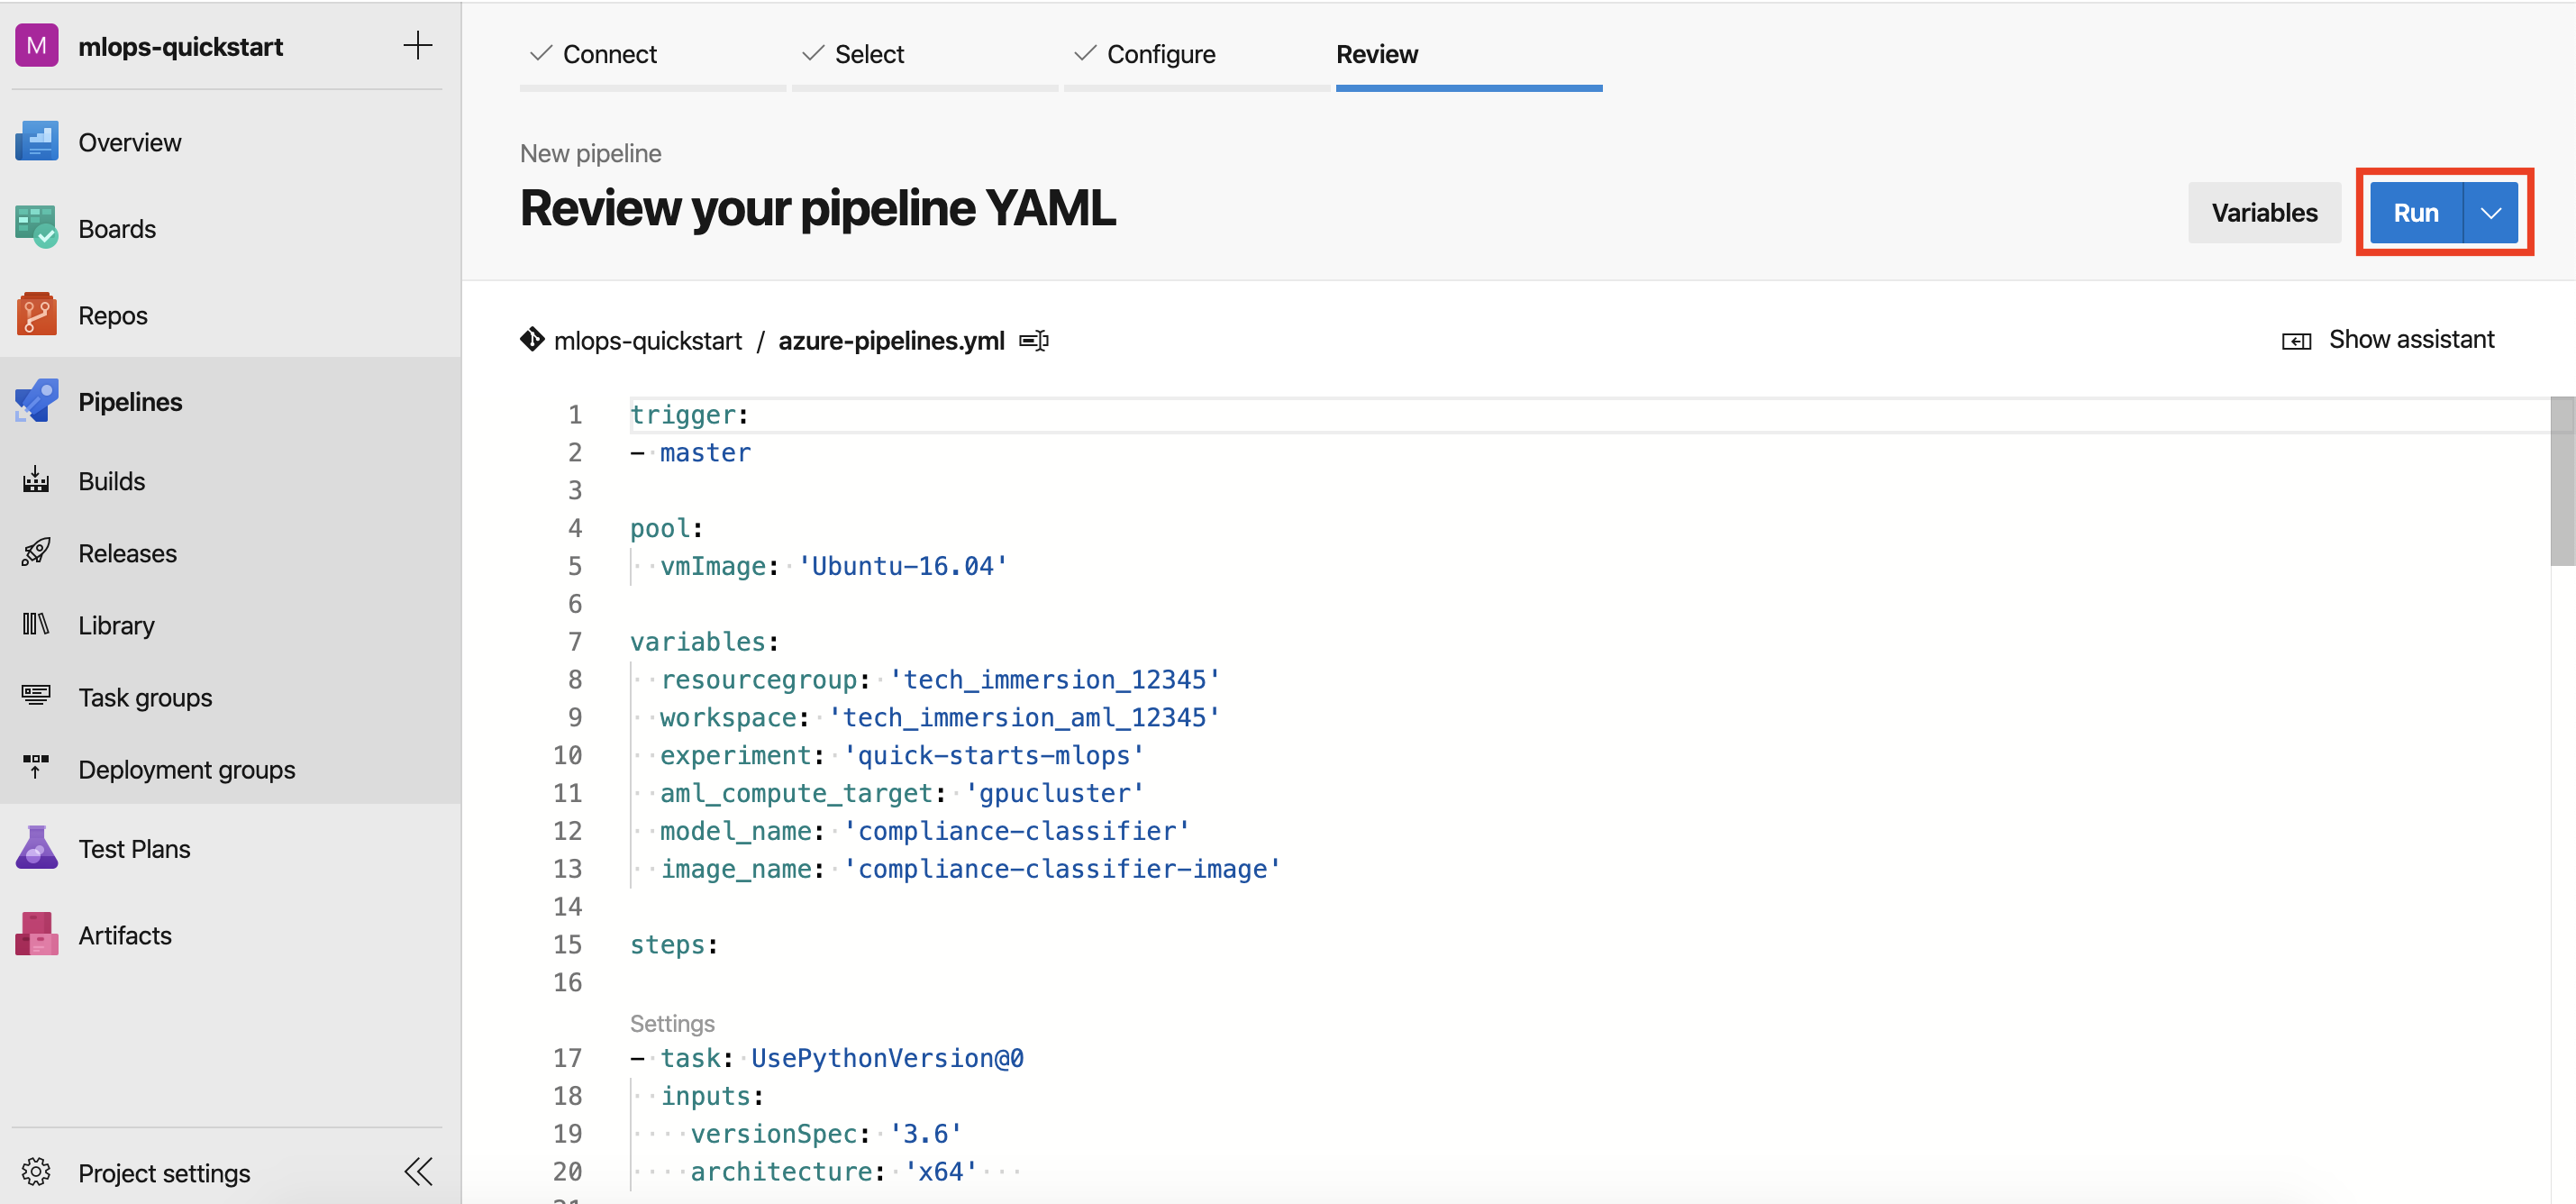 M mlops-quickstart
Overview
Boards
Repos
Pipelines
Builds
Releases
Library
Task groups
Deployment groups
Test Plans
Artifacts
Project settings
Connect Select Configure Review
New pipeline
Review your pipeline YAML
Variables Run
mlops-quickstart / azure-pipelines.yml
Show assistant
1 trigger:
2 - master
3
4 pool:
5 vmImage: 'Ubuntu-16.04'
6
7 variables:
8 resourcegroup: 'tech_immersion_12345'
9 workspace: 'tech_immersion_aml_12345'
10 experiment: 'quick-starts-mlops'
11 aml_compute_target: 'gpucluster'
12 model_name: 'compliance-classifier'
13 image_name: 'compliance-classifier-image'
14
15 steps:
16
Settings
17 - task: UsePythonVersion@0
18 inputs:
19 versionSpec: '3.6'
20 architecture: 'x64'